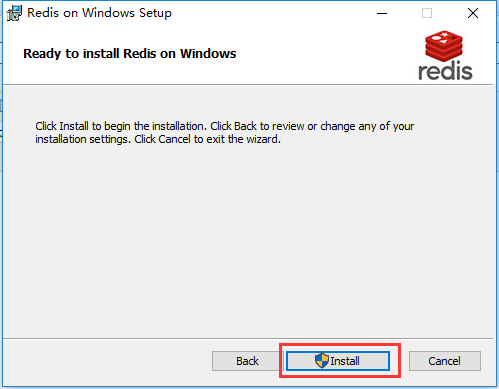 Redis on Windows Setup
Ready to install Redis on Windows
redis
Click Install to begin the installation. Click Back to review or change any of your
installation settings. Click Cancel to exit the wizard.
Back
Install
Cancel